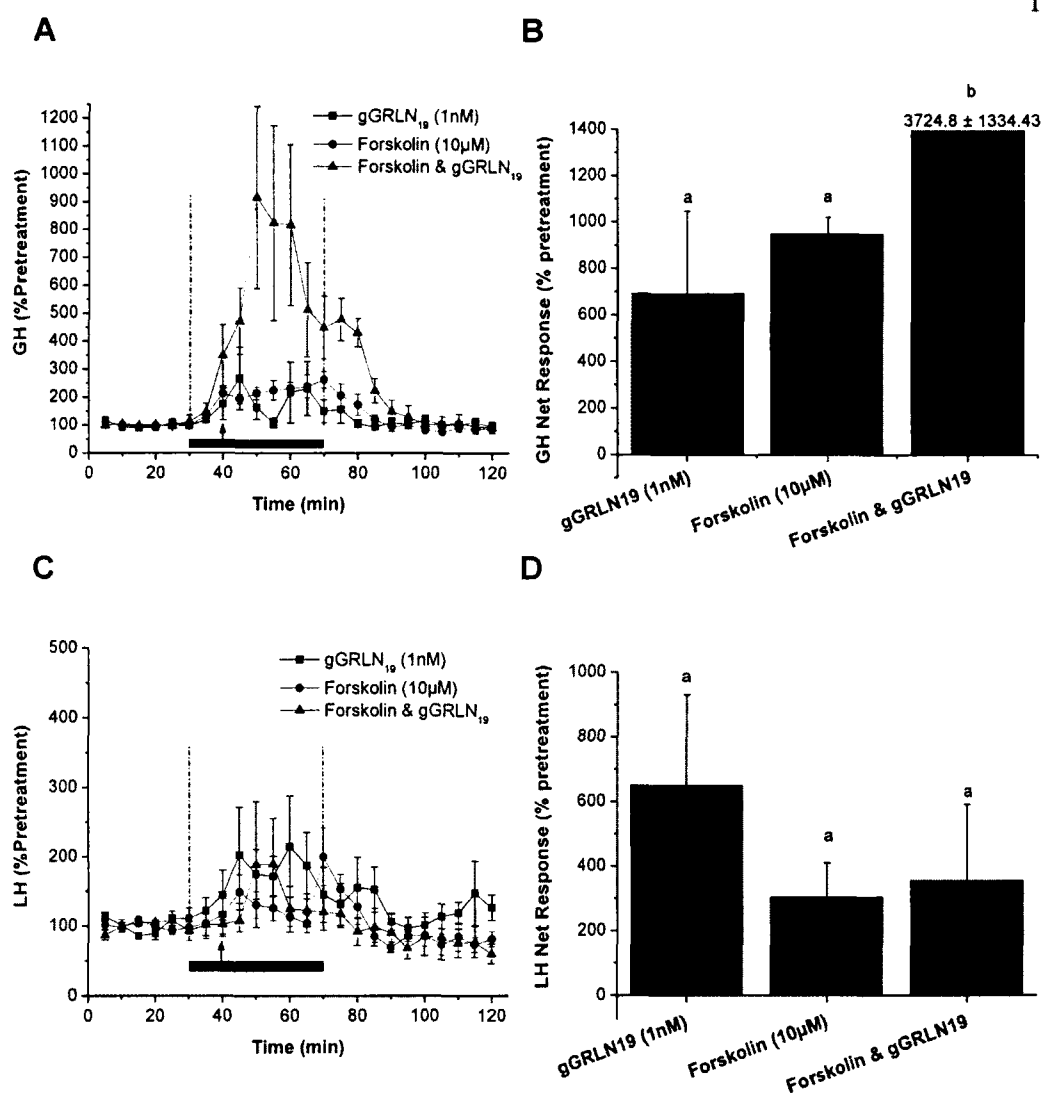 1
A
GH (%Pretreatment)
1200
1100
1000
900
800
700
600
500
400
300
200
100
0
gGRLN19 (1nM)
Forskolin (10µM)
Forskolin & gGRLN19
0 20 40 60 80 100 120
Time (min)
B
GH Net Response (% pretreatment)
b
3724.8 ± 1334.43
1400
1200
1000
800
600
400
200
0
a
a
gGRLN19 (1nM)
Forskolin (10µM)
Forskolin & gGRLN19
C
LH (%Pretreatment)
500
400
300
200
100
0
gGRLN19 (1nM)
Forskolin (10µM)
Forskolin & gGRLN19
0 20 40 60 80 100 120
Time (min)
D
LH Net Response (% pretreatment)
1000
800
600
400
200
0
a
a
a
gGRLN19 (1nM)
Forskolin (10µM)
Forskolin & gGRLN19